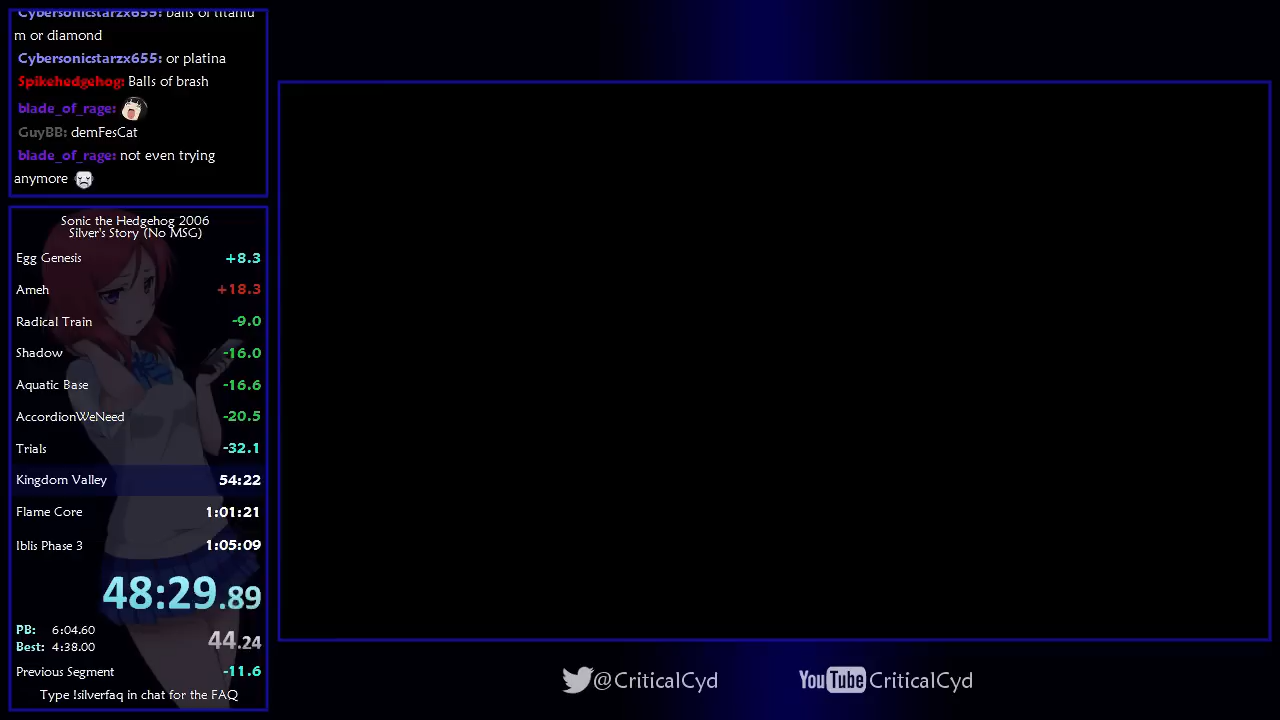 Cybersonicstarzx655: balls of titaniu
m or diamond
Cybersonicstarzx655: or platina
Spikehedgehog: Balls of brash
blade_of_rage:
GuyBB: demFesCat
blade_of_rage: not even trying
anymore
Sonic the Hedgehog 2006
Silver's Story (No MSG)
Egg Genesis +8.3
Ameh +18.3
Radical Train -9.0
Shadow -16.0
Aquatic Base -16.6
AccordionWeNeed -20.5
Trials -32.1
Kingdom Valley 54:22
Flame Core 1:01:21
Iblis Phase 3 1:05:09
48:29.89
PB: 6:04.60
Best: 4:38.00
44.24
Previous Segment -11.6
Type !silverfaq in chat for the FAQ
@CriticalCyd
YouTube CriticalCyd